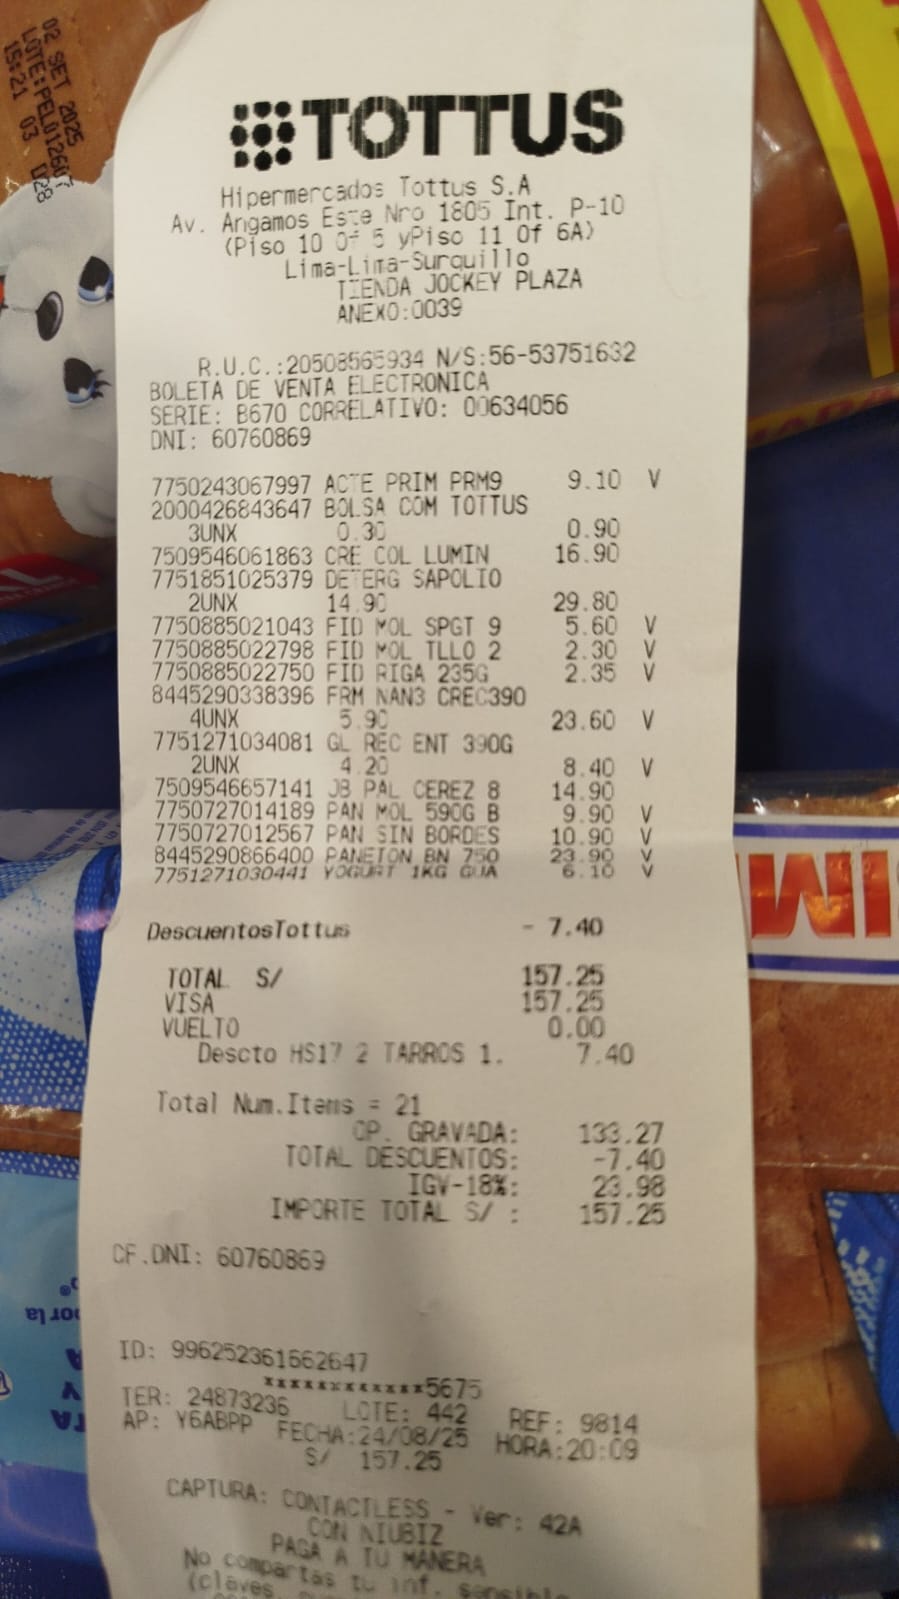 02 SET 2025
LOTE:PEL012607
15:21 03 D28
TOTTUS
Hipermercados Tottus S.A
Av. Angamos Este Nro 1805 Int. P-10
(Piso 10 Of 5 yPiso 11 Of 6A)
Lima-Lima-Surquillo
TIENDA JOCKEY PLAZA
ANEXO:0039
R.U.C.:20508565934 N/S:56-53751632
BOLETA DE VENTA ELECTRONICA
SERIE: B670 CORRELATIVO: 00634056
DNI: 60760869
7750243067997 ACTE PRIM PRM9 9.10 V
2000426843647 BOLSA COM TOTTUS
3UNX 0.30 0.90
7509546061863 CRE COL LUMIN 16.90
7751851025379 DETERG SAPOLIO
2UNX 14.90 29.80
7750885021043 FID MOL SPGT 9 5.60 V
7750885022798 FID MOL TLLO 2 2.30 V
7750885022750 FID RIGA 235G 2.35 V
8445290338396 FRM NAN3 CREC390
4UNX 5.90 23.60 V
7751271034081 GL REC ENT 390G
2UNX 4.20 8.40 V
7509546657141 JB PAL CEREZ 8 14.90
7750727014189 PAN MOL 590G B 9.90 V
7750727012567 PAN SIN BORDES 10.90 V
8445290866400 PANETON BN 750 23.90 V
7751271030441 YOGURT 1KG GUA 6.10 V
DescuentosTottus - 7.40
TOTAL S/ 157.25
VISA 157.25
VUELTO 0.00
Descto HS17 2 TARROS 1. 7.40
Total Num.Items = 21
OP. GRAVADA: 133.27
TOTAL DESCUENTOS: -7.40
IGV-18%: 23.98
IMPORTE TOTAL S/ : 157.25
CF.DNI: 60760869
ID: 996252361662647
************5675
TER: 24873236 LOTE: 442 REF: 9814
AP: Y6ABPP FECHA:24/08/25 HORA:20:09
S/ 157.25
CAPTURA: CONTACTLESS - Ver: 42A
CON NIUBIZ
PAGA A TU MANERA
No compartas tu inf. sensible
(claves,
por la